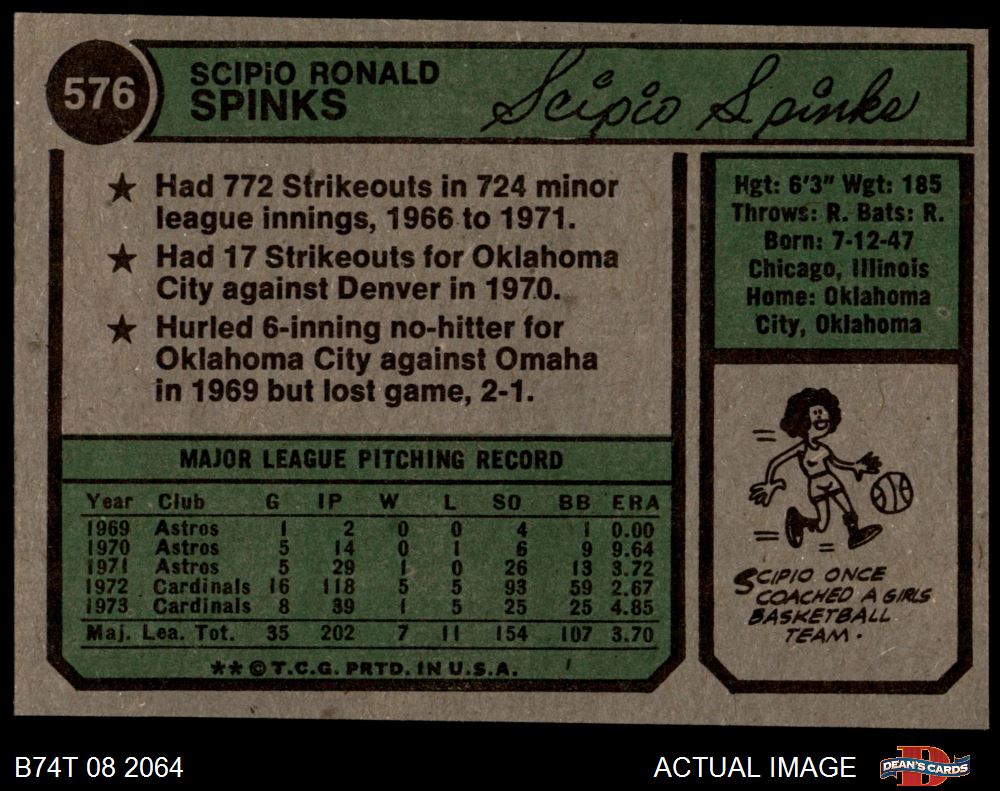 576
SCIPIO RONALD
SPINKS
Scipio Spinks
★ Had 772 Strikeouts in 724 minor
league innings, 1966 to 1971.
★ Had 17 Strikeouts for Oklahoma
City against Denver in 1970.
★ Hurled 6-inning no-hitter for
Oklahoma City against Omaha
in 1969 but lost game, 2-1.
MAJOR LEAGUE PITCHING RECORD
Year Club G IP W L SO BB ERA
1969 Astros 1 2 0 0 4 1 0.00
1970 Astros 5 14 0 1 6 9 9.64
1971 Astros 5 29 1 0 26 13 3.72
1972 Cardinals 16 118 5 5 93 59 2.67
1973 Cardinals 8 39 1 5 25 25 4.85
Maj. Lea. Tot. 35 202 7 11 154 107 3.70
**©T.C.G. PRTD. IN U.S.A.
Hgt: 6'3" Wgt: 185
Throws: R. Bats: R.
Born: 7-12-47
Chicago, Illinois
Home: Oklahoma
City, Oklahoma
SCIPIO ONCE
COACHED A GIRLS
BASKETBALL
TEAM.
B74T 08 2064
ACTUAL IMAGE
D
DEAN'S CARDS